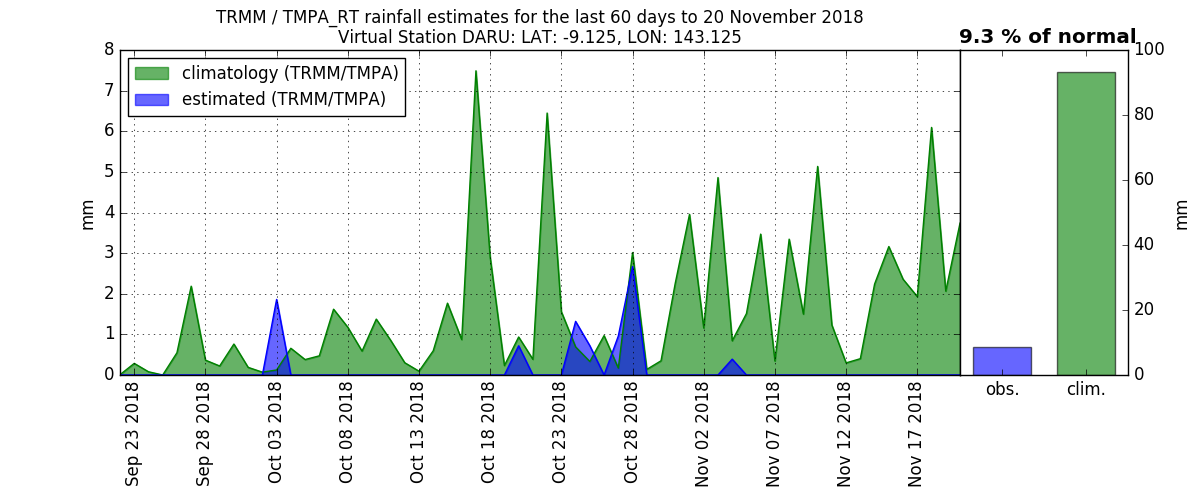 TRMM / TMPA_RT rainfall estimates for the last 60 days to 20 November 2018
Virtual Station DARU: LAT: -9.125, LON: 143.125
9.3 % of normal
climatology (TRMM/TMPA)
estimated (TRMM/TMPA)
mm
8
7
6
5
4
3
2
1
0
Sep 23 2018
Sep 28 2018
Oct 03 2018
Oct 08 2018
Oct 13 2018
Oct 18 2018
Oct 23 2018
Oct 28 2018
Nov 02 2018
Nov 07 2018
Nov 12 2018
Nov 17 2018
100
80
60
40
20
0
mm
obs.
clim.